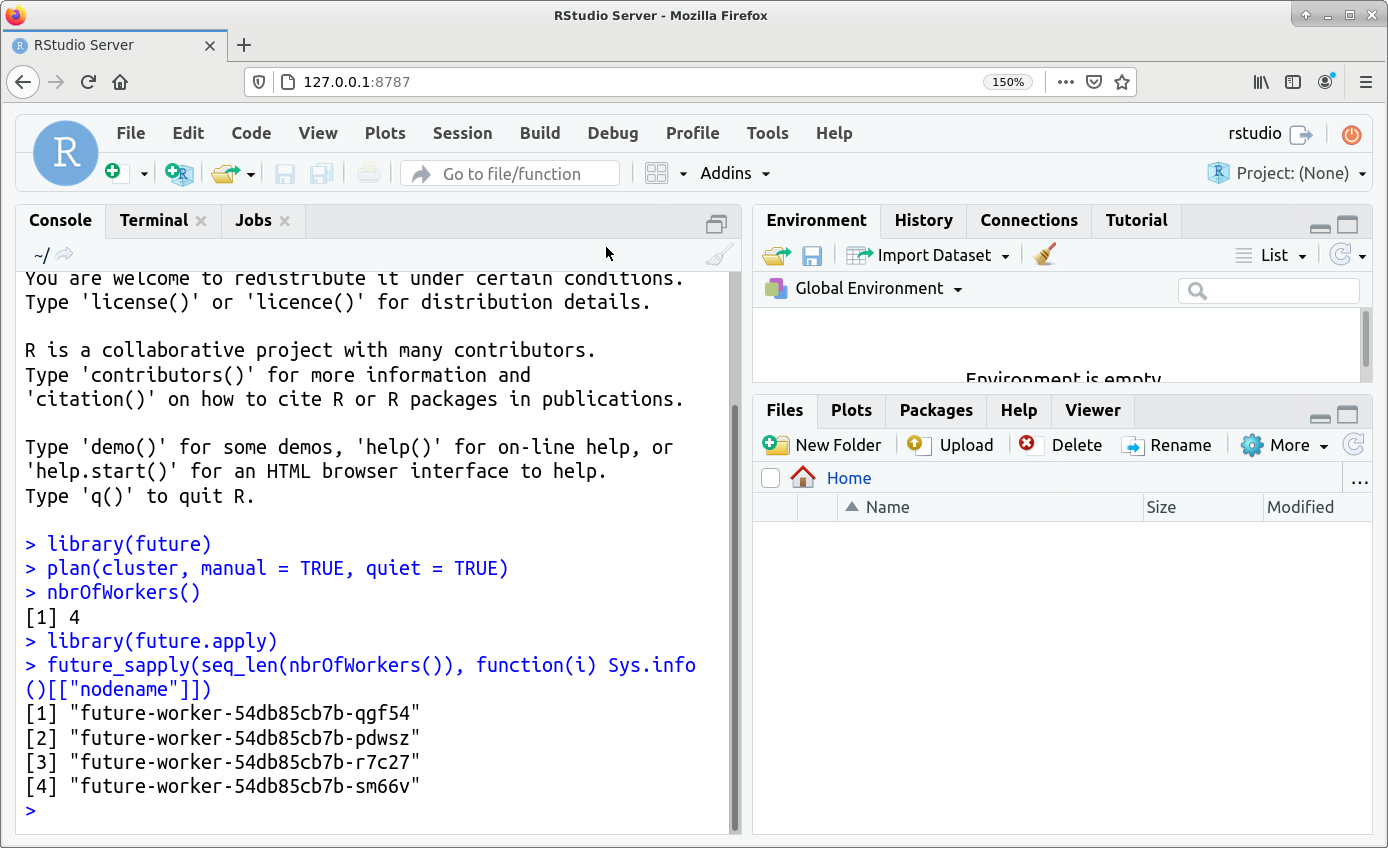 RStudio Server - Mozilla Firefox
RStudio Server
127.0.0.1:8787
150%
R
File Edit Code View Plots Session Build Debug Profile Tools Help
rstudio
Go to file/function
Addins
Project: (None)
Console Terminal Jobs
~/
You are welcome to redistribute it under certain conditions.
Type 'license()' or 'licence()' for distribution details.
R is a collaborative project with many contributors.
Type 'contributors()' for more information and
'citation()' on how to cite R or R packages in publications.
Type 'demo()' for some demos, 'help()' for on-line help, or
'help.start()' for an HTML browser interface to help.
Type 'q()' to quit R.
> library(future)
> plan(cluster, manual = TRUE, quiet = TRUE)
> nbrOfWorkers()
[1] 4
> library(future.apply)
> future_sapply(seq_len(nbrOfWorkers()), function(i) Sys.info
()[["nodename"]])
[1] "future-worker-54db85cb7b-qgf54"
[2] "future-worker-54db85cb7b-pdwsz"
[3] "future-worker-54db85cb7b-r7c27"
[4] "future-worker-54db85cb7b-sm66v"
>
Environment History Connections Tutorial
Import Dataset
List
Global Environment
Environment is empty
Files Plots Packages Help Viewer
New Folder Upload Delete Rename More
Home
...
Name Size Modified